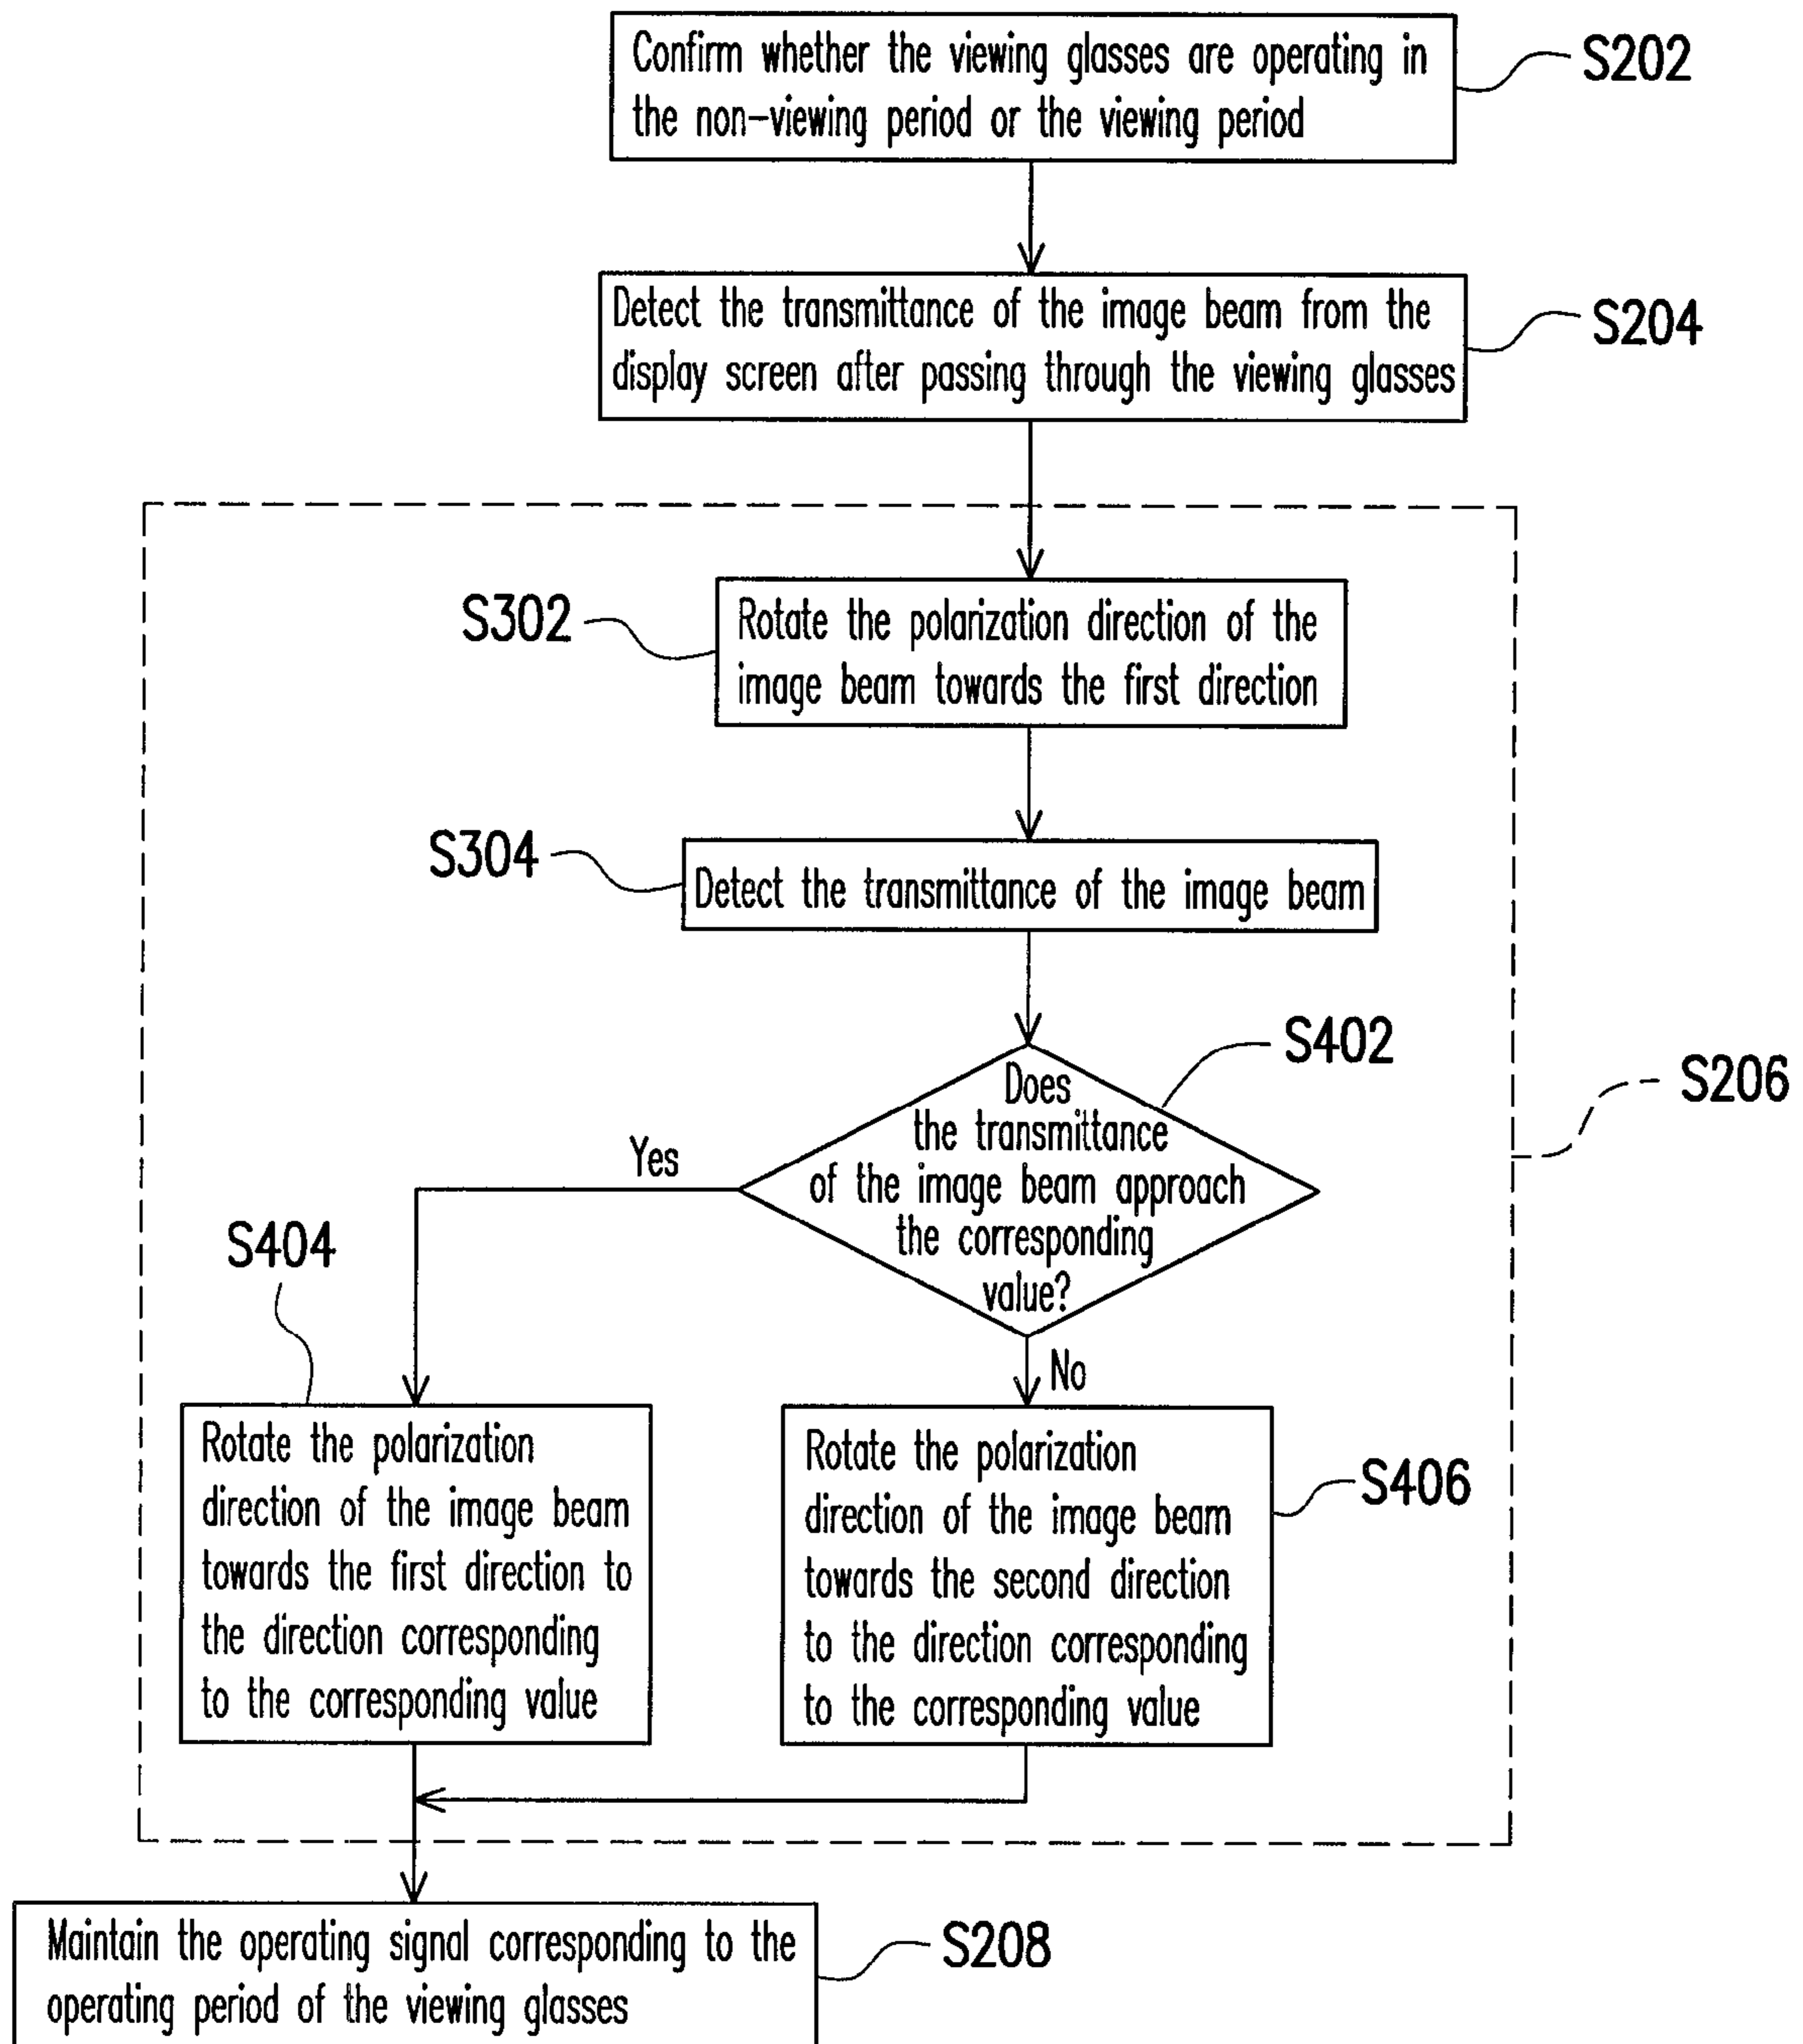 Confirm whether the viewing glasses are operating in
the non-viewing period or the viewing period
S202
Detect the transmittance of the image beam from the
display screen after passing through the viewing glasses
S204
S302
Rotate the polarization direction of the
image beam towards the first direction
S304
Detect the transmittance of the image beam
S402
Does
the transmittance
of the image beam approach
the corresponding
value?
S206
Yes
No
S404
Rotate the polarization
direction of the image beam
towards the first direction to
the direction corresponding
to the corresponding value
Rotate the polarization
direction of the image beam
towards the second direction
to the direction corresponding
to the corresponding value
S406
Maintain the operating signal corresponding to the
operating period of the viewing glasses
S208